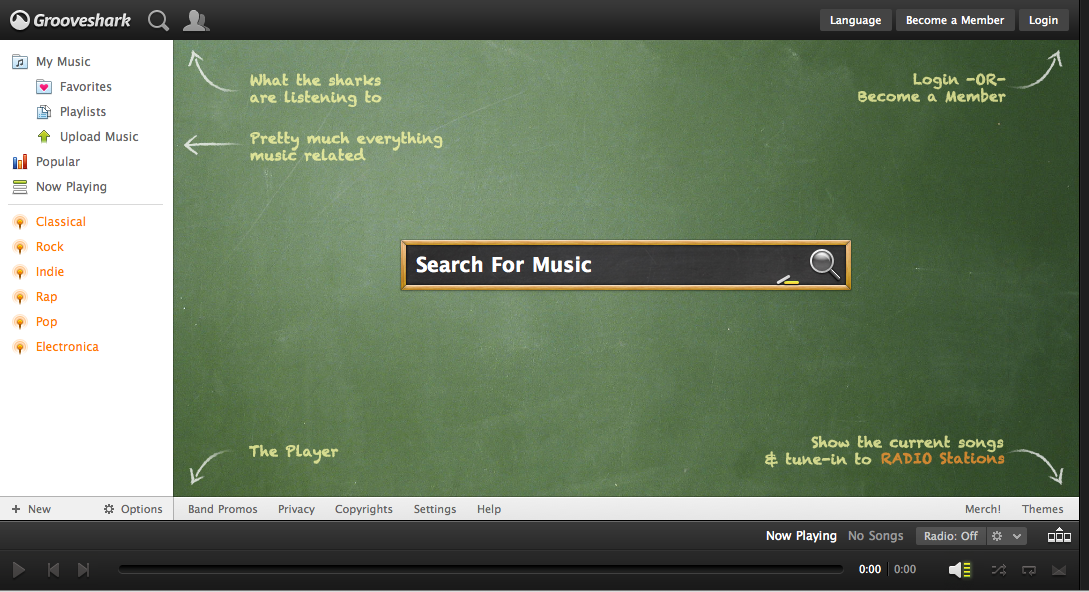 Grooveshark
Language
Become a Member
Login
My Music
Favorites
Playlists
Upload Music
Popular
Now Playing
Classical
Rock
Indie
Rap
Pop
Electronica
What the sharks
are listening to
Login -OR-
Become a Member
Pretty much everything
music related
Search For Music
The Player
Show the current songs
& tune-in to RADIO Stations
+ New
Options
Band Promos
Privacy
Copyrights
Settings
Help
Merch!
Themes
Now Playing
No Songs
Radio: Off
0:00
0:00